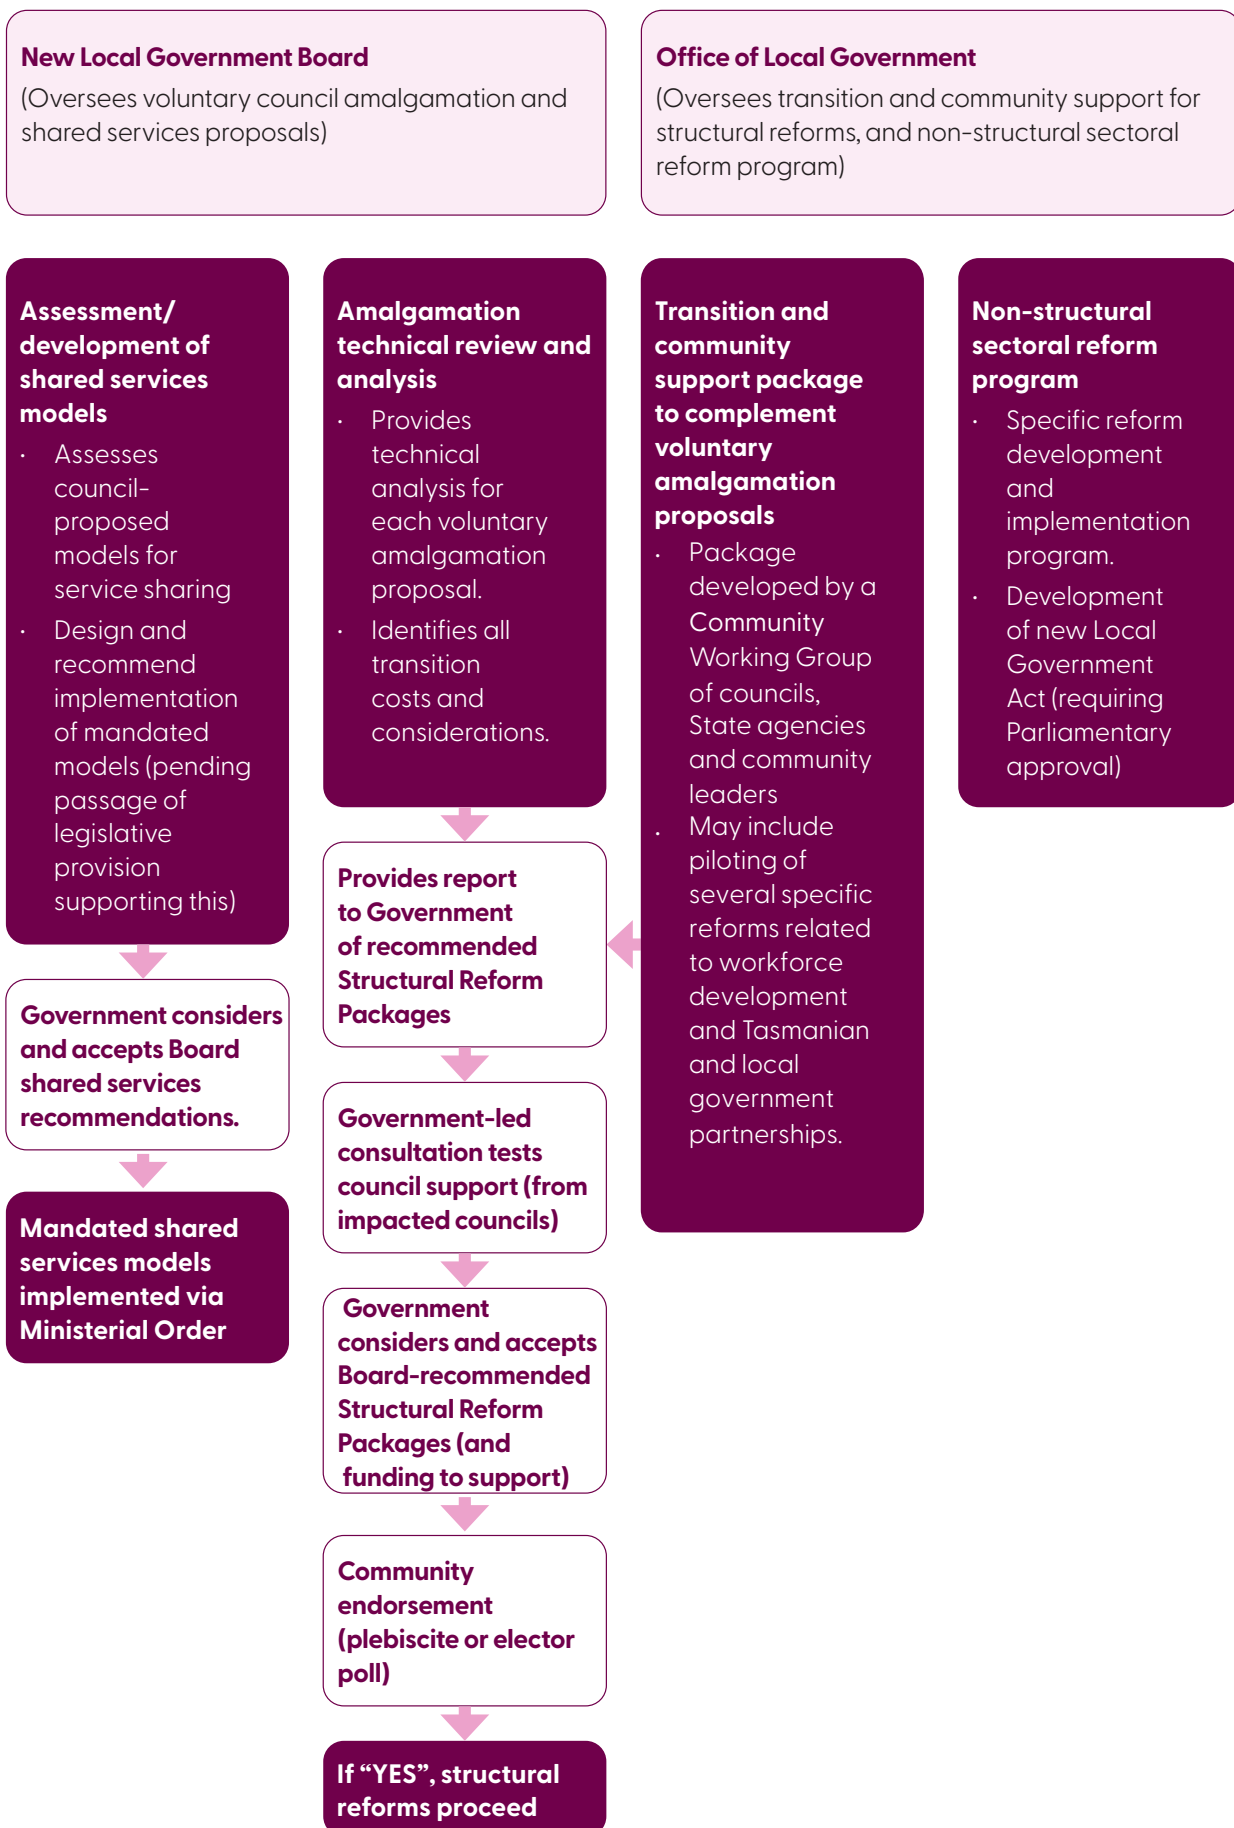 New Local Government Board
(Oversees voluntary council amalgamation and
shared services proposals)
Office of Local Government
(Oversees transition and community support for
structural reforms, and non-structural sectoral
reform program)
Assessment/
development of
shared services
models
· Assesses
council-
proposed
models for
service sharing
· Design and
recommend
implementation
of mandated
models (pending
passage of
legislative
provision
supporting this)
Government considers
and accepts Board
shared services
recommendations.
Mandated shared
services models
implemented via
Ministerial Order
Amalgamation
technical review and
analysis
· Provides
technical
analysis for
each voluntary
amalgamation
proposal.
· Identifies all
transition
costs and
considerations.
Provides report
to Government
of recommended
Structural Reform
Packages
Government-led
consultation tests
council support (from
impacted councils)
Government
considers and accepts
Board-recommended
Structural Reform
Packages (and
funding to support)
Community
endorsement
(plebiscite or elector
poll)
If “YES”, structural
reforms proceed
Transition and
community
support package
to complement
voluntary
amalgamation
proposals
· Package
developed by a
Community
Working Group
of councils,
State agencies
and community
leaders
· May include
piloting of
several specific
reforms related
to workforce
development
and Tasmanian
and local
government
partnerships.
Non-structural
sectoral reform
program
· Specific reform
development
and
implementation
program.
· Development
of new Local
Government
Act (requiring
Parliamentary
approval)